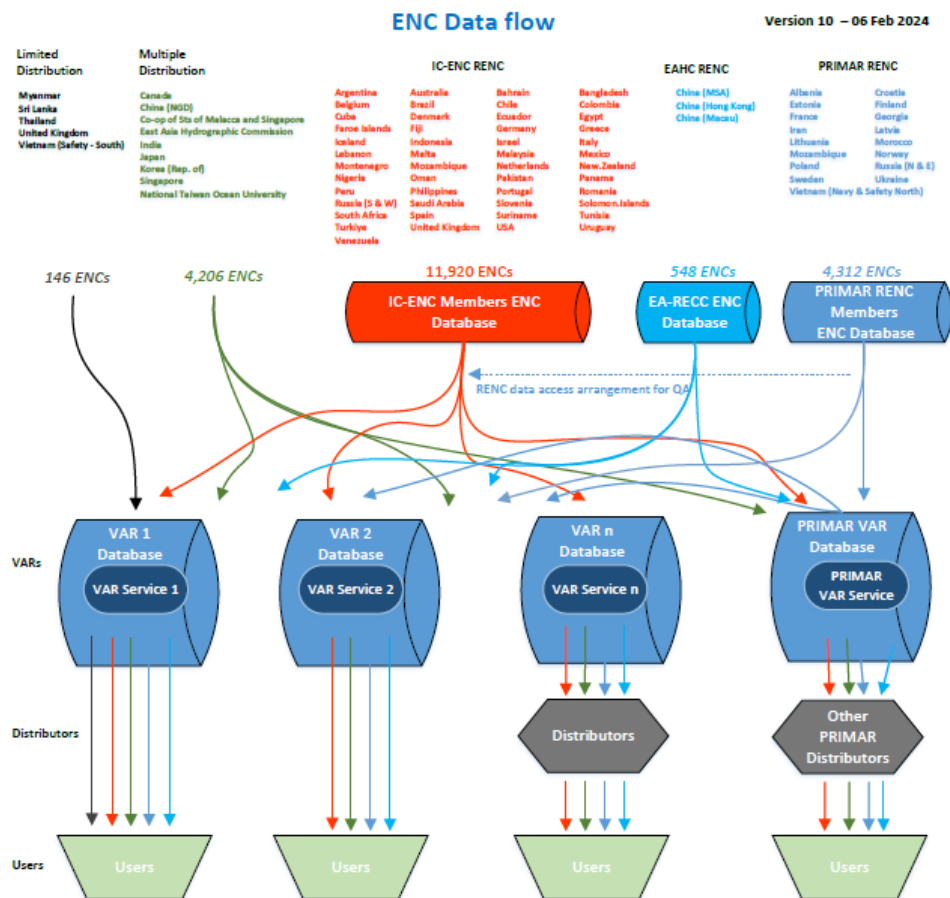 ENC Data flow
Version 10 – 06 Feb 2024
Limited
Distribution
Myanmar
Sri Lanka
Thailand
United Kingdom
Vietnam (Safety - South)
Multiple
Distribution
Canada
China (NGD)
Co-op of Sts of Malacca and Singapore
East Asia Hydrographic Commission
India
Japan
Korea (Rep. of)
Singapore
National Taiwan Ocean University
IC-ENC RENC
Argentina Australia Bahrain Bangladesh
Belgium Brazil Chile Colombia
Cuba Denmark Ecuador Egypt
Faroe Islands Fiji Germany Greece
Iceland Indonesia Israel Italy
Lebanon Malta Malaysia Mexico
Montenegro Mozambique Netherlands New.Zealand
Nigeria Oman Pakistan Panama
Peru Philippines Portugal Romania
Russia (S & W) Saudi Arabia Slovenia Solomon.Islands
South Africa Spain Suriname Tunisia
Turkiye United Kingdom USA Uruguay
Venezuela
EAHC RENC
China (MSA)
China (Hong Kong)
China (Macau)
PRIMAR RENC
Albania Croatia
Estonia Finland
France Georgia
Iran Latvia
Lithuania Morocco
Mozambique Norway
Poland Russia (N & E)
Sweden Ukraine
Vietnam (Navy & Safety North)
146 ENCs
4,206 ENCs
11,920 ENCs
548 ENCs
4,312 ENCs
IC-ENC Members ENC
Database
EA-RECC ENC
Database
PRIMAR RENC
Members
ENC Database
RENC data access arrangement for QA
VARs
VAR 1
Database
VAR Service 1
VAR 2
Database
VAR Service 2
VAR n
Database
VAR Service n
PRIMAR VAR
Database
PRIMAR
VAR Service
Distributors
Distributors
Other
PRIMAR
Distributors
Users
Users
Users
Users
Users